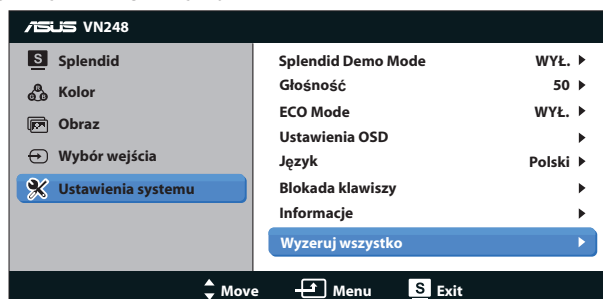 ASUS VN248
S Splendid
Kolor
Obraz
Wybór wejścia
Ustawienia systemu
Splendid Demo Mode WYŁ.
Głośność 50
ECO Mode WYŁ.
Ustawienia OSD
Język Polski
Blokada klawiszy
Informacje
Wyzeruj wszystko
Move Menu S Exit